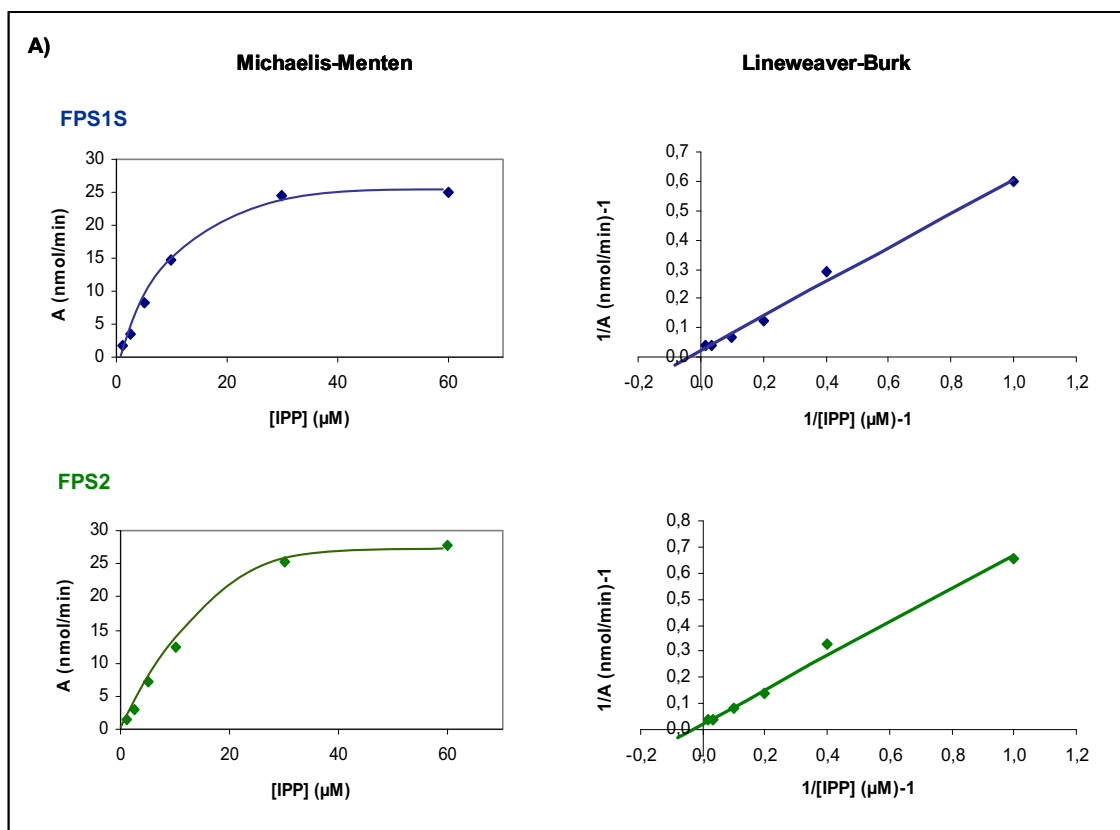 A)
Michaelis-Menten
Lineweaver-Burk
FPS1S
A (nmol/min)
30
25
20
15
10
5
0
0 20 40 60
[IPP] (µM)
1/A (nmol/min)-1
0,7
0,6
0,5
0,4
0,3
0,2
0,1
0,0
-0,2 0,0 0,2 0,4 0,6 0,8 1,0 1,2
1/[IPP] (µM)-1
FPS2
A (nmol/min)
30
25
20
15
10
5
0
0 20 40 60
[IPP] (µM)
1/A (nmol/min)-1
0,8
0,7
0,6
0,5
0,4
0,3
0,2
0,1
0,0
-0,2 0,0 0,2 0,4 0,6 0,8 1,0 1,2
1/[IPP] (µM)-1